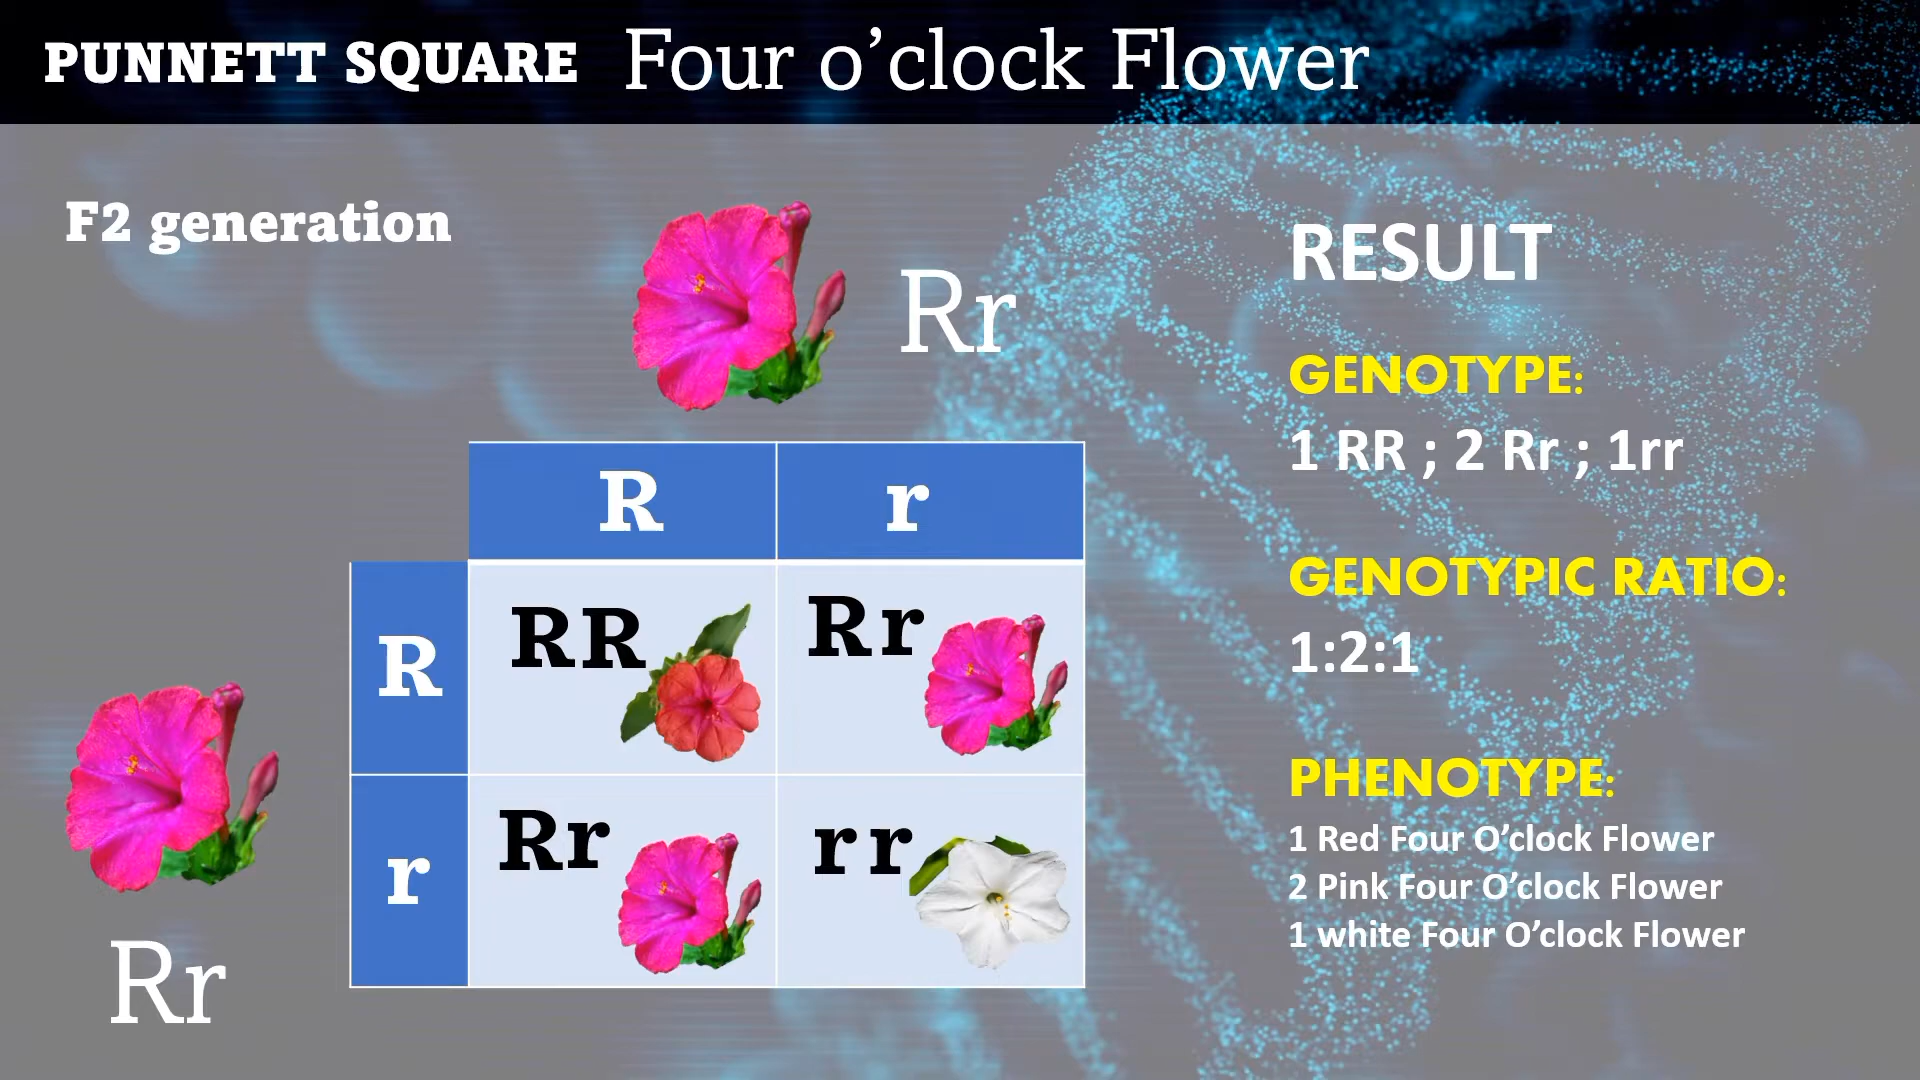 PUNNETT SQUARE Four o’clock Flower
F2 generation
Rr
R r
R RR Rr
r Rr rr
Rr
RESULT
GENOTYPE:
1 RR ; 2 Rr ; 1rr
GENOTYPIC RATIO:
1:2:1
PHENOTYPE:
1 Red Four O’clock Flower
2 Pink Four O’clock Flower
1 white Four O’clock Flower